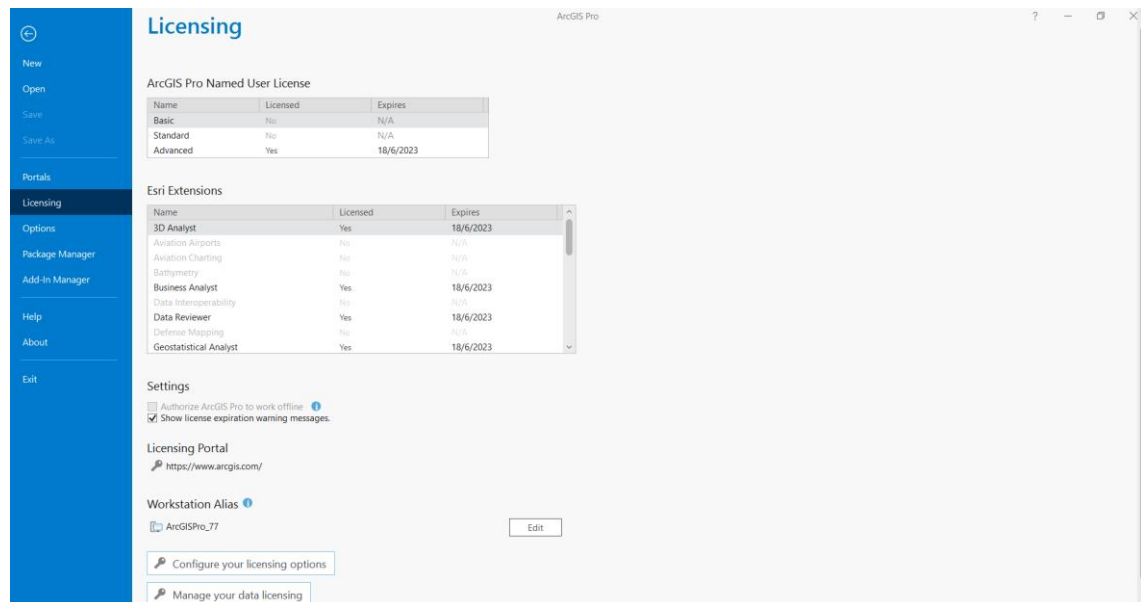 ArcGIS Pro
?
Licensing
New
Open
Save
Save As
Portals
Licensing
Options
Package Manager
Add-In Manager
Help
About
Exit
ArcGIS Pro Named User License
Name Licensed Expires
Basic No N/A
Standard No N/A
Advanced Yes 18/6/2023
Esri Extensions
Name Licensed Expires
3D Analyst Yes 18/6/2023
Aviation Airports No N/A
Aviation Charting No N/A
Bathymetry No N/A
Business Analyst Yes 18/6/2023
Data Interoperability No N/A
Data Reviewer Yes 18/6/2023
Defense Mapping No N/A
Geostatistical Analyst Yes 18/6/2023
Settings
Authorize ArcGIS Pro to work offline
Show license expiration warning messages.
Licensing Portal
https://www.arcgis.com/
Workstation Alias
ArcGISPro_77
Edit
Configure your licensing options
Manage your data licensing